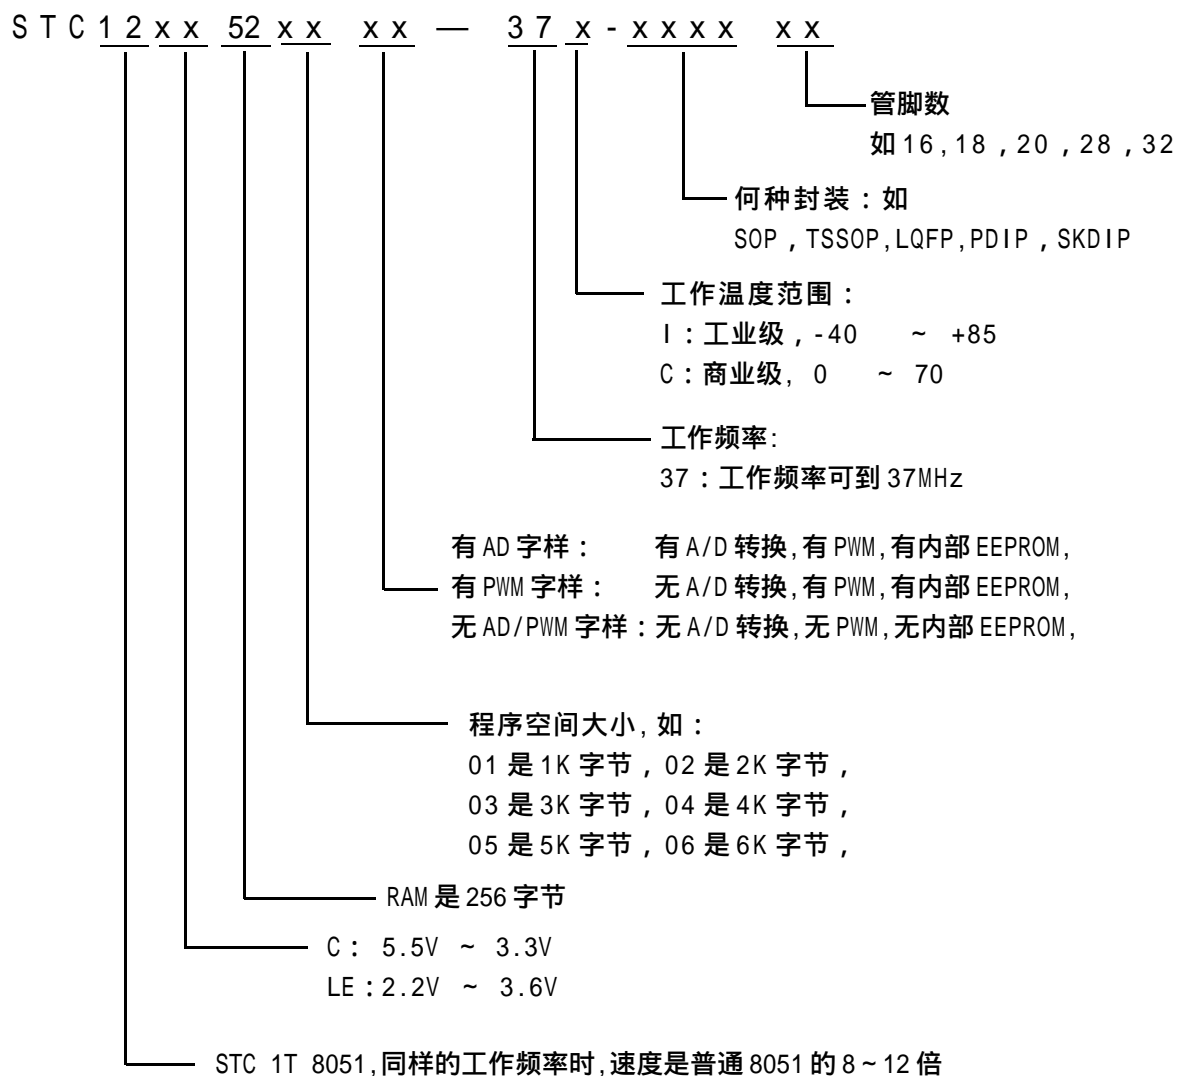 STC12xx52xx xx — 37x-xxxx xx
管脚数
如16,18,20,28,32
何种封装:如
SOP,TSSOP,LQFP,PDIP,SKDIP
工作温度范围:
I:工业级,-40 ~ +85
C:商业级, 0 ~ 70
工作频率:
37:工作频率可到37MHz
有AD字样: 有A/D转换,有PWM,有内部EEPROM,
有PWM字样: 无A/D转换,有PWM,有内部EEPROM,
无AD/PWM字样:无A/D转换,无PWM,无内部EEPROM,
程序空间大小,如:
01是1K字节,02是2K字节,
03是3K字节,04是4K字节,
05是5K字节,06是6K字节,
RAM是256字节
C: 5.5V ~ 3.3V
LE:2.2V ~ 3.6V
STC 1T 8051,同样的工作频率时,速度是普通8051的8~12倍